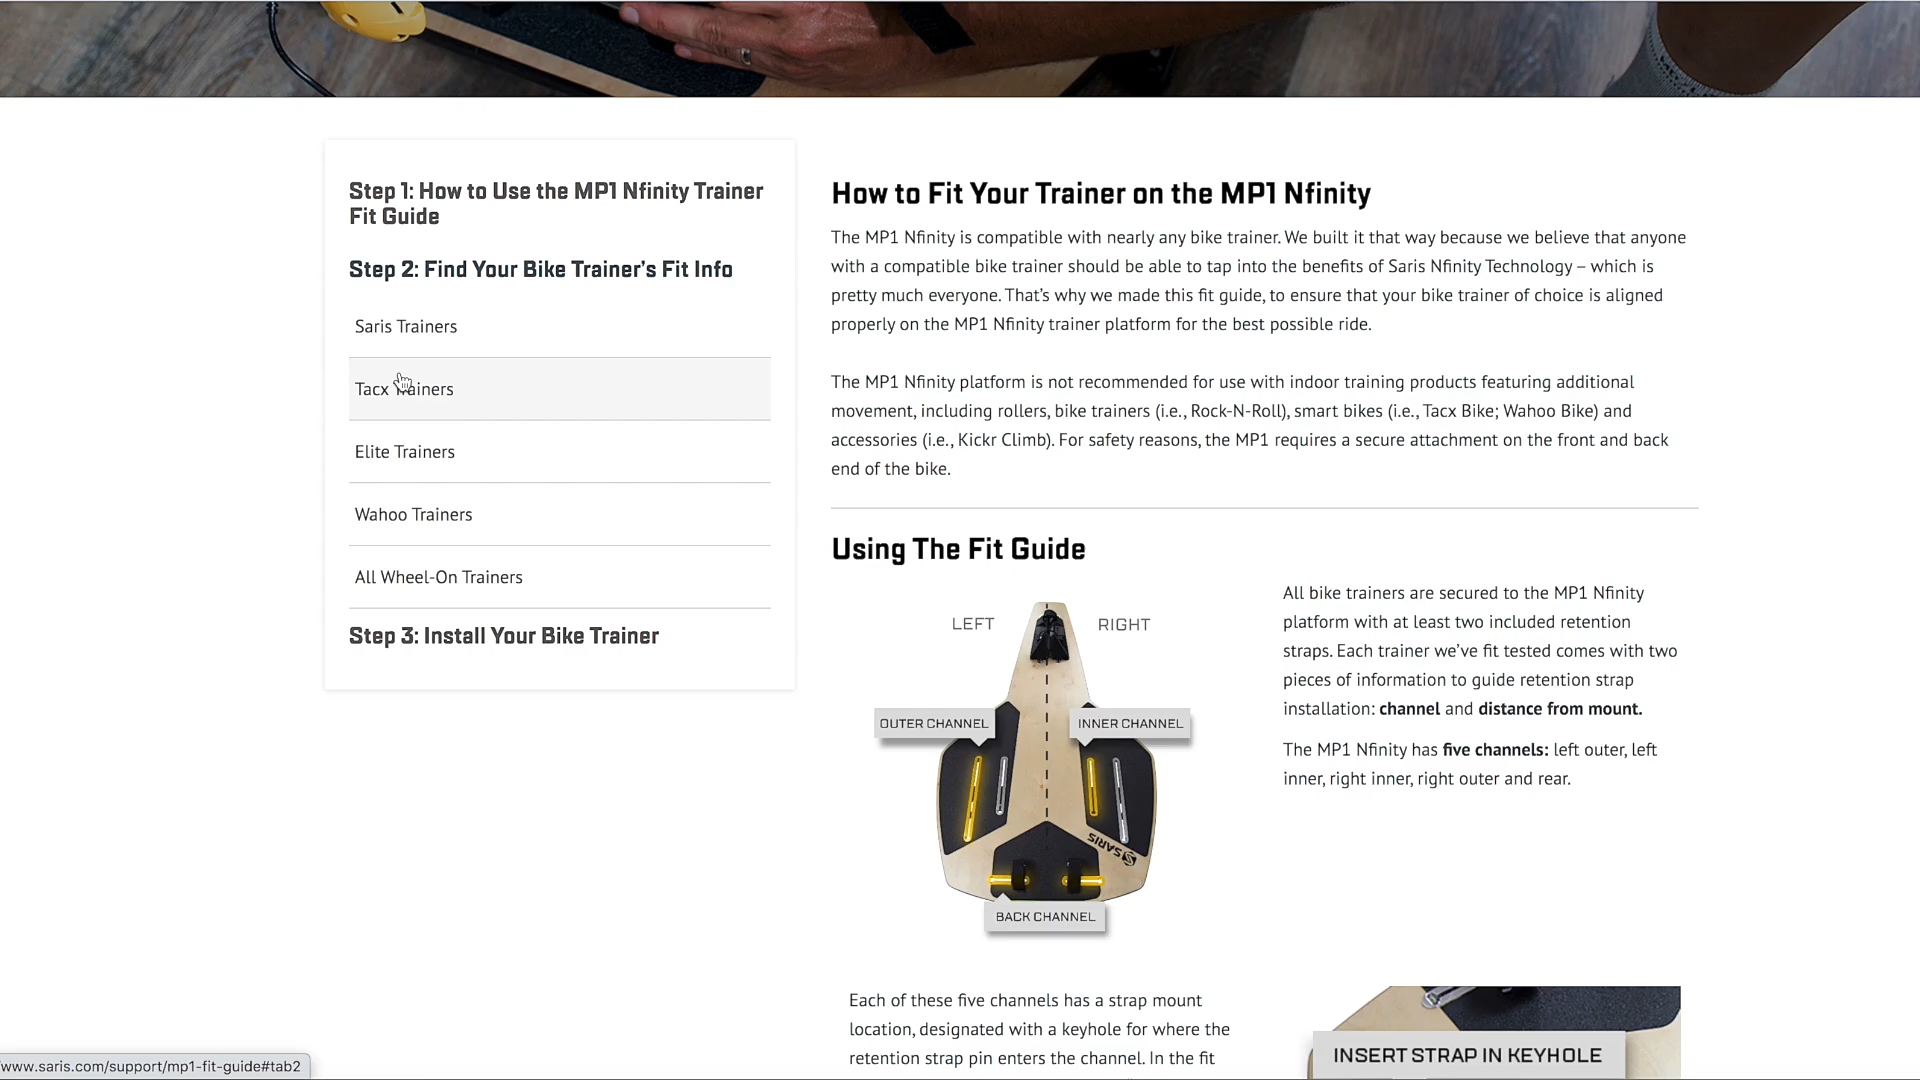 Step 1: How to Use the MP1 Nfinity Trainer
Fit Guide
Step 2: Find Your Bike Trainer's Fit Info
Saris Trainers
Tacx Trainers
Elite Trainers
Wahoo Trainers
All Wheel-On Trainers
Step 3: Install Your Bike Trainer
How to Fit Your Trainer on the MP1 Nfinity
The MP1 Nfinity is compatible with nearly any bike trainer. We built it that way because we believe that anyone
with a compatible bike trainer should be able to tap into the benefits of Saris Nfinity Technology – which is
pretty much everyone. That's why we made this fit guide, to ensure that your bike trainer of choice is aligned
properly on the MP1 Nfinity trainer platform for the best possible ride.
The MP1 Nfinity platform is not recommended for use with indoor training products featuring additional
movement, including rollers, bike trainers (i.e., Rock-N-Roll), smart bikes (i.e., Tacx Bike; Wahoo Bike) and
accessories (i.e., Kickr Climb). For safety reasons, the MP1 requires a secure attachment on the front and back
end of the bike.
Using The Fit Guide
LEFT
RIGHT
OUTER CHANNEL
INNER CHANNEL
SARIS
BACK CHANNEL
All bike trainers are secured to the MP1 Nfinity
platform with at least two included retention
straps. Each trainer we've fit tested comes with two
pieces of information to guide retention strap
installation: channel and distance from mount.
The MP1 Nfinity has five channels: left outer, left
inner, right inner, right outer and rear.
Each of these five channels has a strap mount
location, designated with a keyhole for where the
retention strap pin enters the channel. In the fit
INSERT STRAP IN KEYHOLE
www.saris.com/support/mp1-fit-guide#tab2